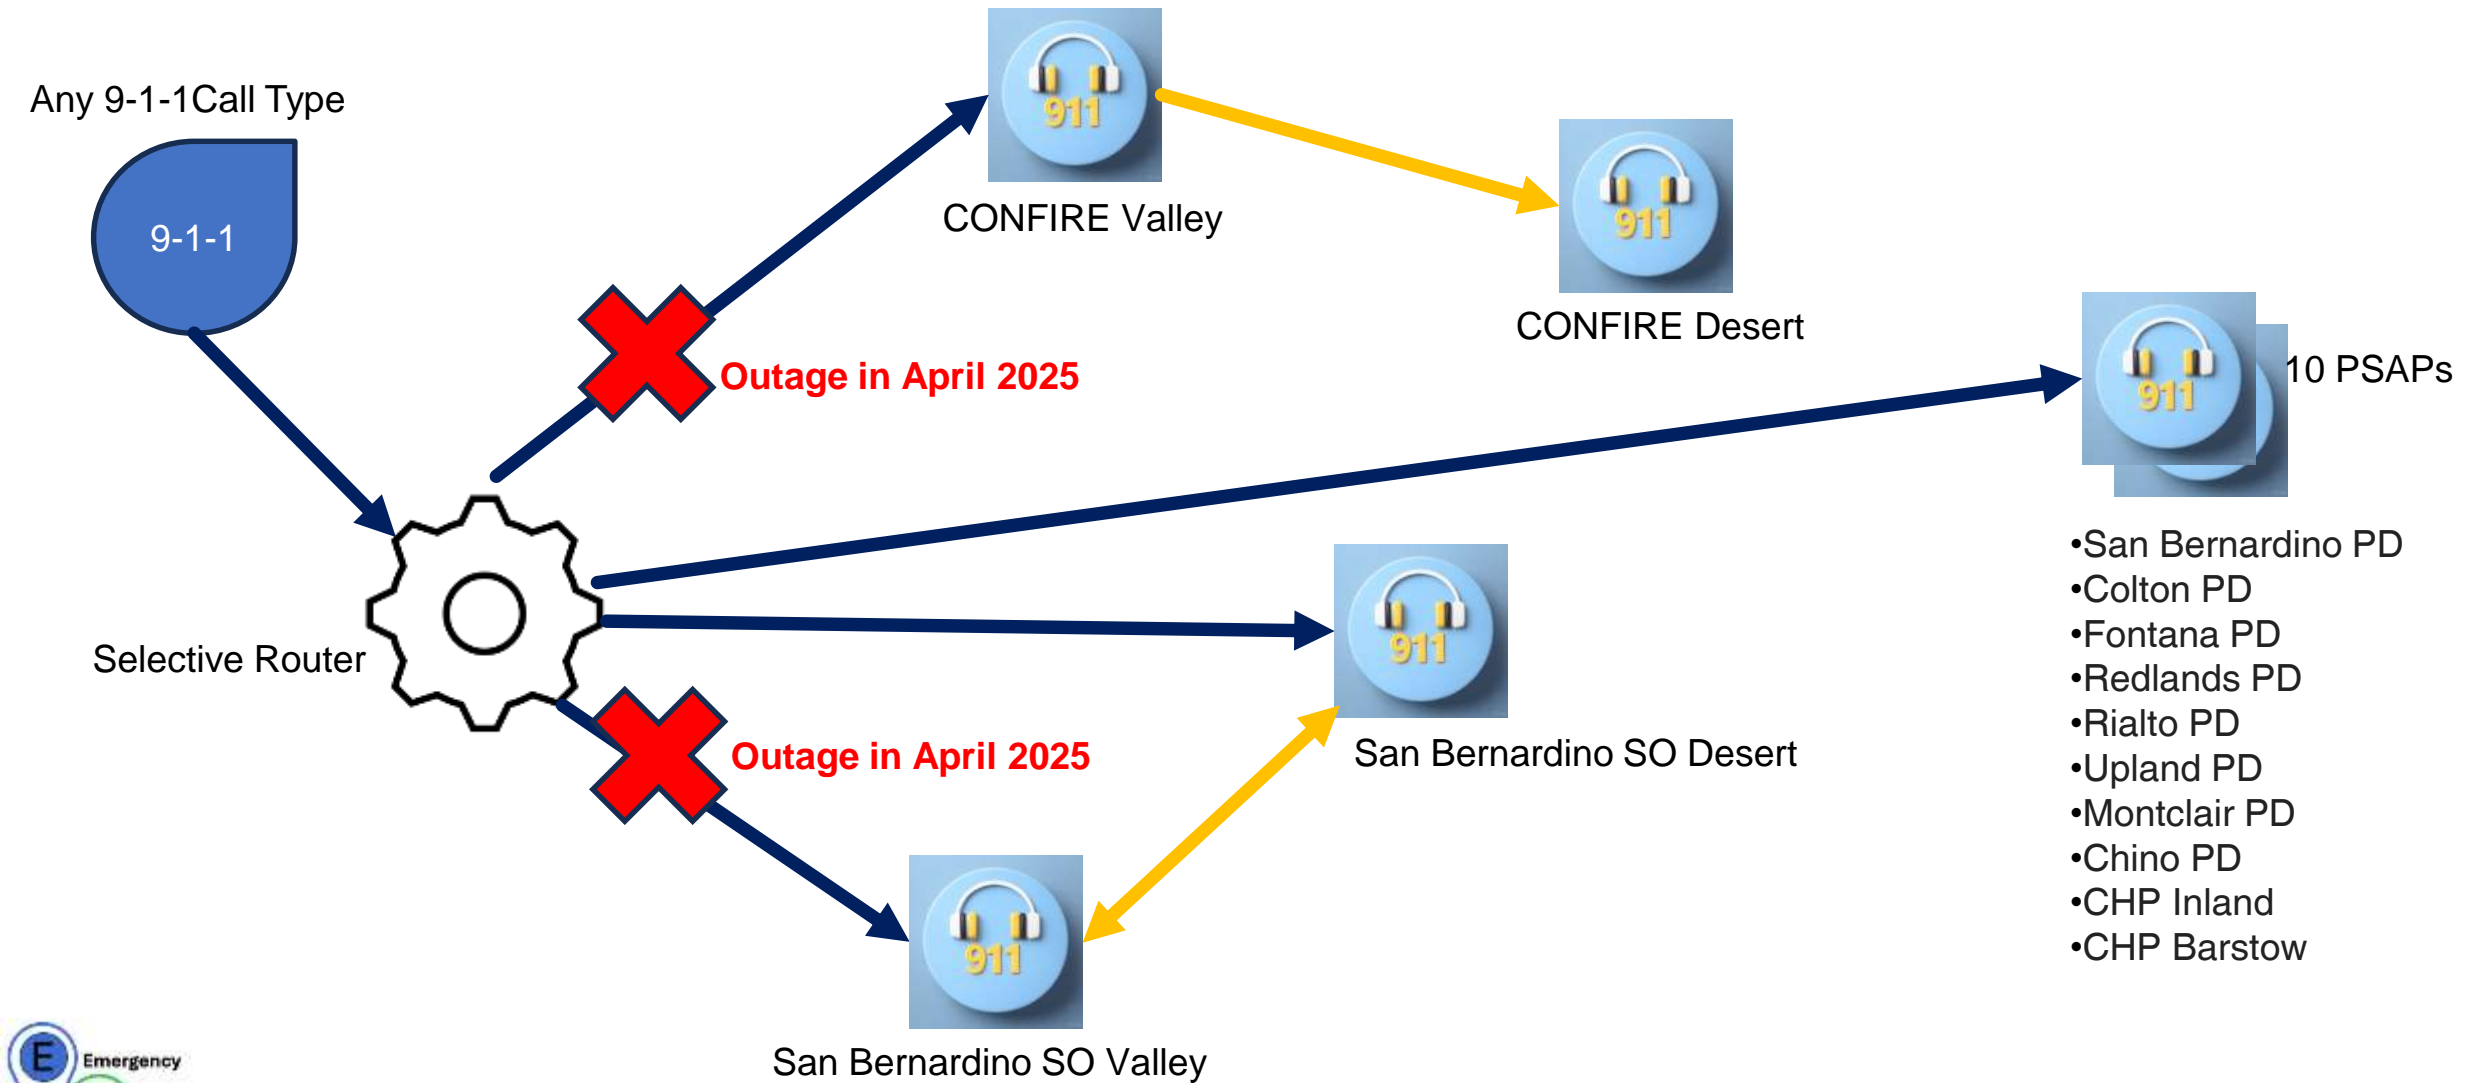 Any 9-1-1Call Type
9-1-1
911
CONFIRE Valley
911
CONFIRE Desert
Outage in April 2025
911
10 PSAPs
Selective Router
911
San Bernardino SO Desert
Outage in April 2025
911
San Bernardino SO Valley
•San Bernardino PD
•Colton PD
•Fontana PD
•Redlands PD
•Rialto PD
•Upland PD
•Montclair PD
•Chino PD
•CHP Inland
•CHP Barstow
E
Emergency